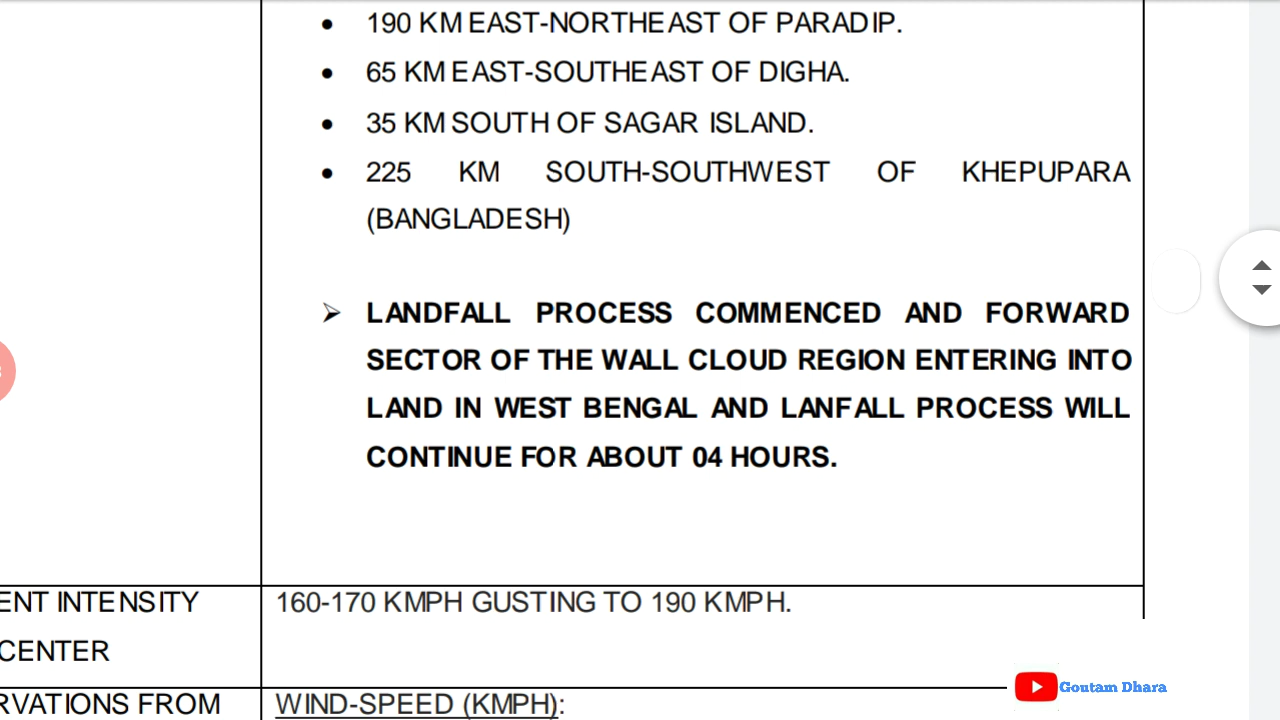 190 KM EAST-NORTHEAST OF PARADIP.
65 KM EAST-SOUTHEAST OF DIGHA.
35 KM SOUTH OF SAGAR ISLAND.
225 KM SOUTH-SOUTHWEST OF KHEPUPARA
(BANGLADESH)
LANDFALL PROCESS COMMENCED AND FORWARD
SECTOR OF THE WALL CLOUD REGION ENTERING INTO
LAND IN WEST BENGAL AND LANFALL PROCESS WILL
CONTINUE FOR ABOUT 04 HOURS.
ENT INTENSITY
CENTER
160-170 KMPH GUSTING TO 190 KMPH.
RVATIONS FROM
WIND-SPEED (KMPH):
Goutam Dhara